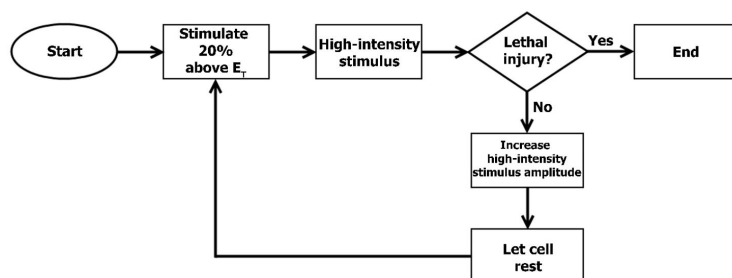 Start
Stimulate
20%
above E_T
High-intensity
stimulus
Lethal
injury?
Yes
End
No
Increase
high-intensity
stimulus amplitude
Let cell
rest